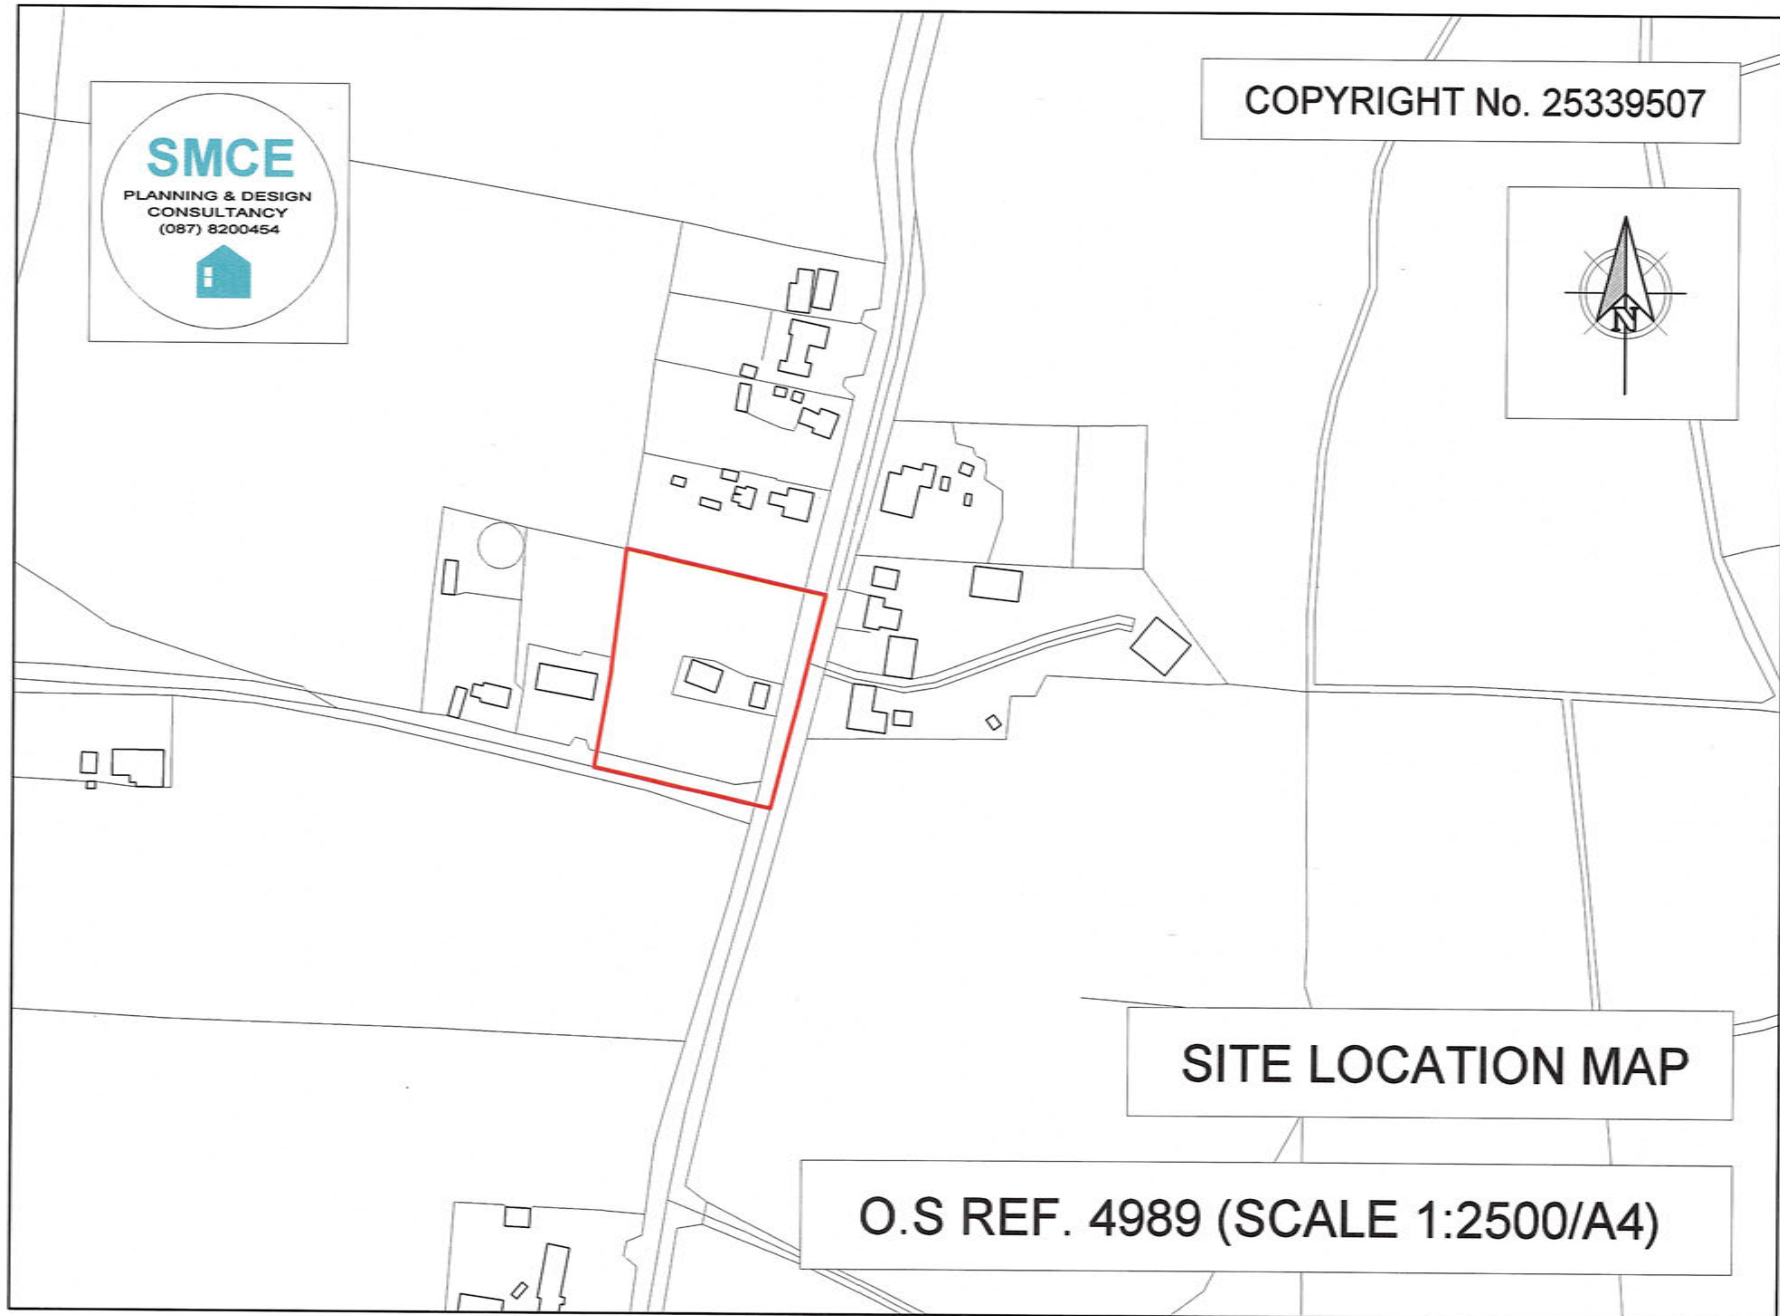 SMCE
PLANNING & DESIGN
CONSULTANCY
(087) 8200454
COPYRIGHT No. 25339507
N
SITE LOCATION MAP
O.S REF. 4989 (SCALE 1:2500/A4)